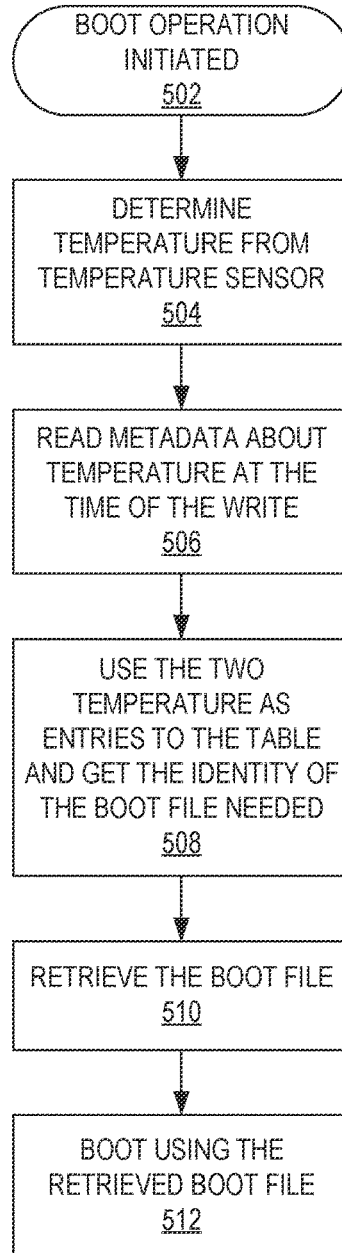 BOOT OPERATION
INITIATED
502
DETERMINE
TEMPERATURE FROM
TEMPERATURE SENSOR
504
READ METADATA ABOUT
TEMPERATURE AT THE
TIME OF THE WRITE
506
USE THE TWO
TEMPERATURE AS
ENTRIES TO THE TABLE
AND GET THE IDENTITY OF
THE BOOT FILE NEEDED
508
RETRIEVE THE BOOT FILE
510
BOOT USING THE
RETRIEVED BOOT FILE
512